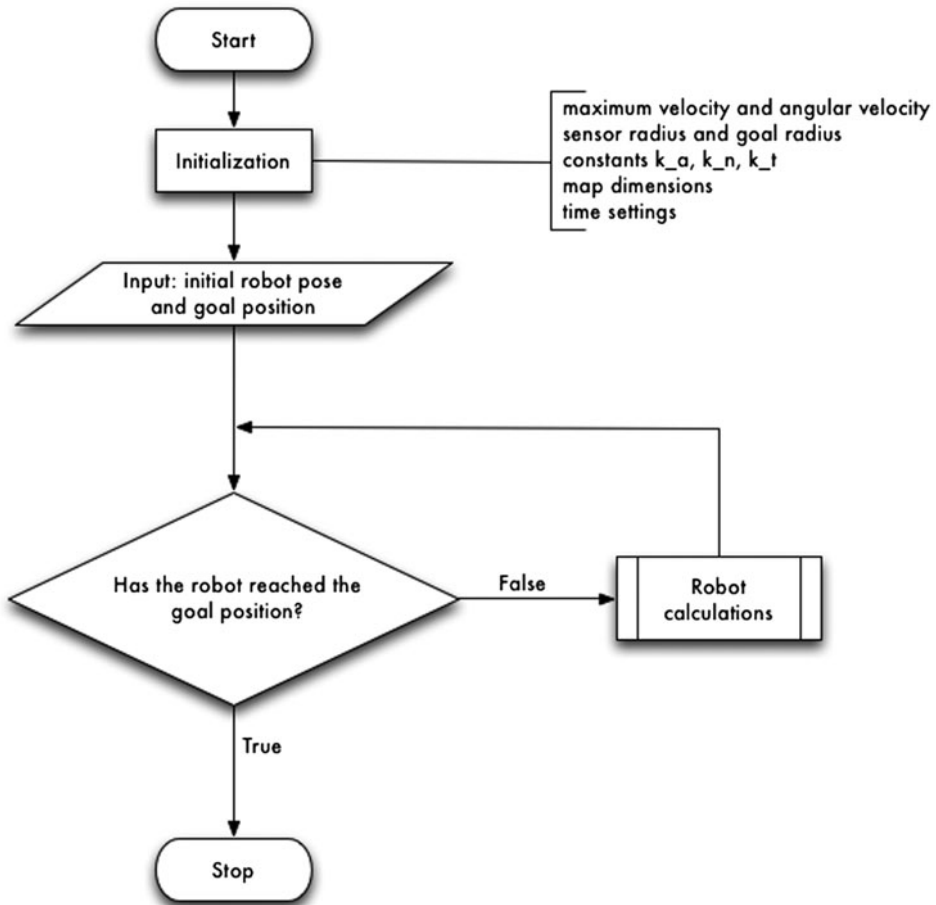 Start
Initialization
maximum velocity and angular velocity
sensor radius and goal radius
constants k_a, k_n, k_t
map dimensions
time settings
Input: initial robot pose
and goal position
Has the robot reached the
goal position?
False
Robot
calculations
True
Stop